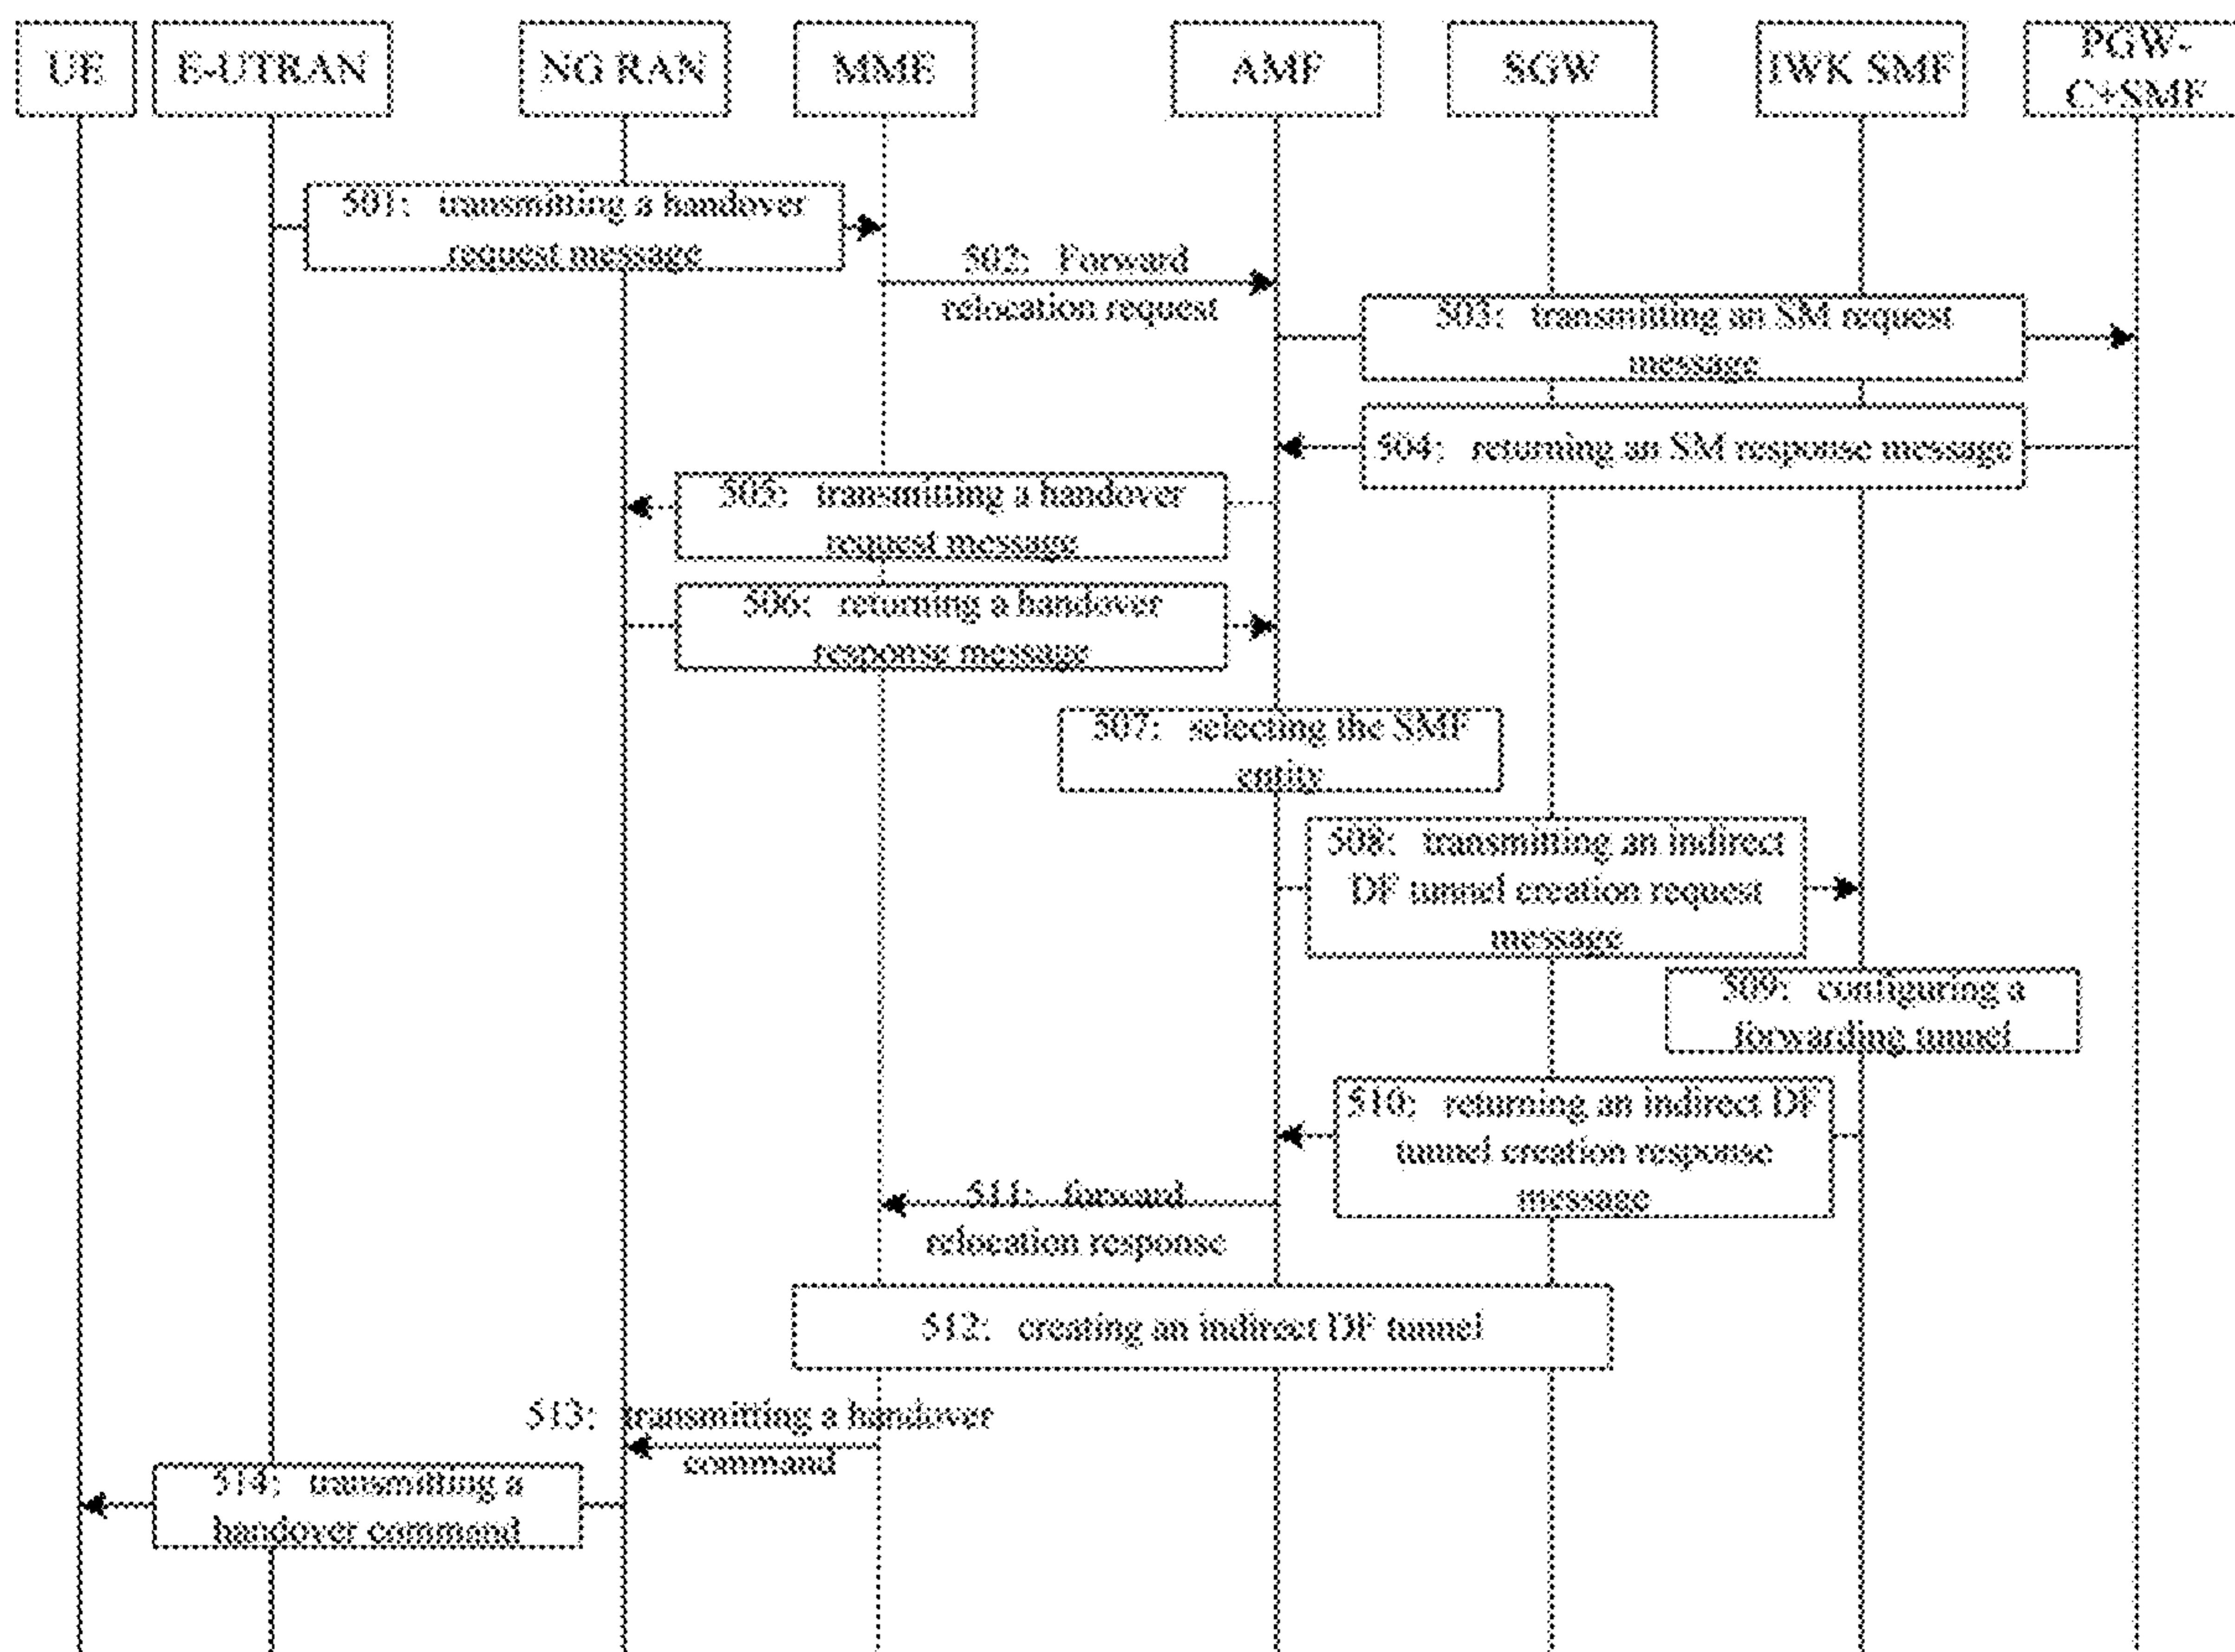 UE
E-UTRAN
NG RAN
MME
AMF
SGW
IWK SMF
PGW-
C+SMF
501: transmitting a handover
request message
502: Forward
relocation request
503: transmitting an SM request
message
504: returning an SM response message
505: transmitting a handover
request message
506: returning a handover
response message
507: selecting the SMF
entity
508: transmitting an indirect
DF tunnel creation request
message
509: configuring a
forwarding tunnel
510: returning an indirect DF
tunnel creation response
message
511: forward
relocation response
512: creating an indirect DF tunnel
513: transmitting a handover
command
514: transmitting a
handover command